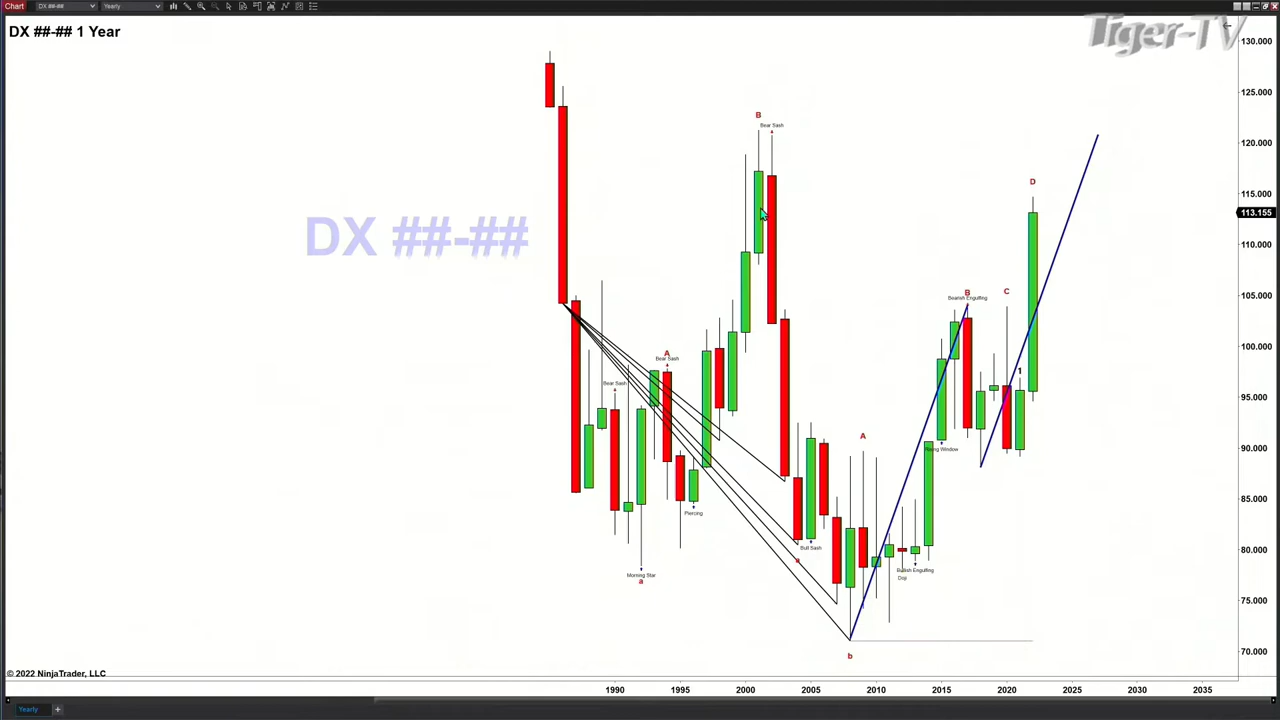 Chart DX ##-## Yearly
DX ##-## 1 Year
Tiger-TV
130.000
125.000
B
Bear Sash
120.000
D
115.000
113.155
DX ##-##
110.000
105.000
B
C
Bearish Engulfing
100.000
A
Bear Sash
1
Bear Sash
95.000
A
90.000
Rising Window
85.000
Piercing
80.000
Bull Sash
a
Bullish Engulfing
Morning Star
Doji
a
75.000
b
70.000
© 2022 NinjaTrader, LLC
1990 1995 2000 2005 2010 2015 2020 2025 2030 2035
Yearly +